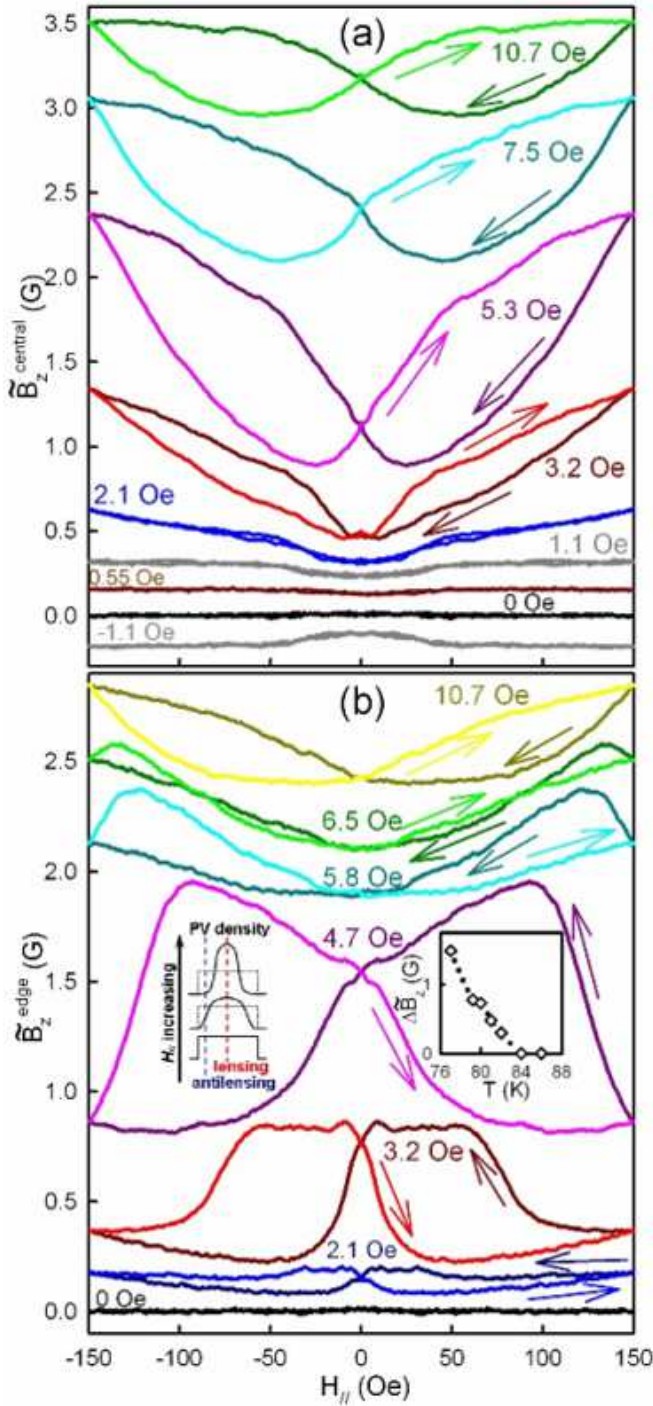 3.5
(a)
10.7 Oe
3.0
7.5 Oe
2.5
2.0
5.3 Oe
B̃z central (G)
1.5
1.0
3.2 Oe
2.1 Oe
0.5
1.1 Oe
0.55 Oe
0 Oe
0.0
-1.1 Oe
(b)
10.7 Oe
2.5
6.5 Oe
2.0
5.8 Oe
PV density
4.7 Oe
B̃z edge (G)
1.5
H// increasing
lensing
antilensing
Δ̃Bz (G)
1
0
76 80 84 88
T (K)
1.0
3.2 Oe
0.5
2.1 Oe
0 Oe
0.0
-150 -100 -50 0 50 100 150
H// (Oe)